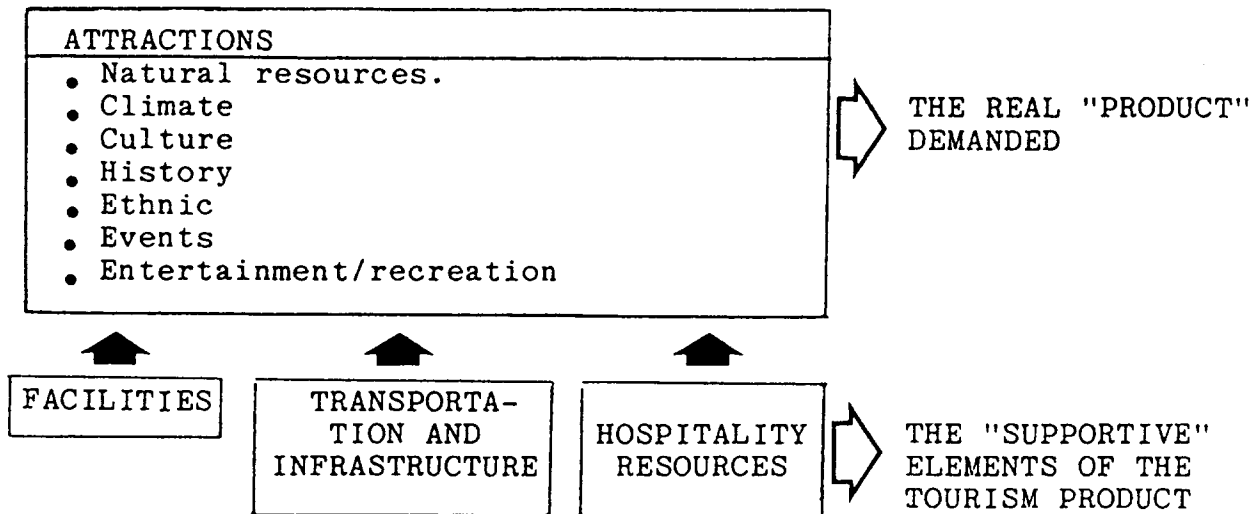 ATTRACTIONS
• Natural resources.
• Climate
• Culture
• History
• Ethnic
• Events
• Entertainment/recreation
THE REAL "PRODUCT"
DEMANDED
FACILITIES
TRANSPORTA-
TION AND
INFRASTRUCTURE
HOSPITALITY
RESOURCES
THE "SUPPORTIVE"
ELEMENTS OF THE
TOURISM PRODUCT